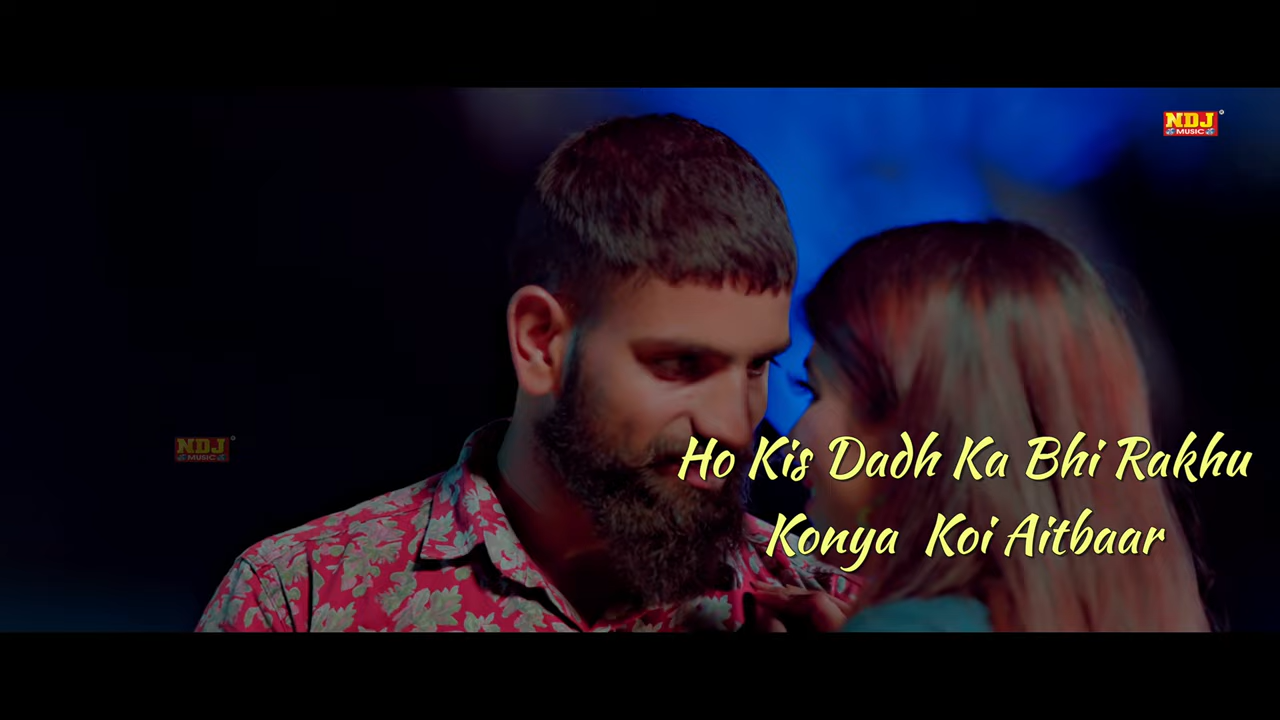 NDJ
MUSIC
NDJ
MUSIC
Ho Kis Dadh Ka Bhi Rakhu
Konya Koi Aitbaar